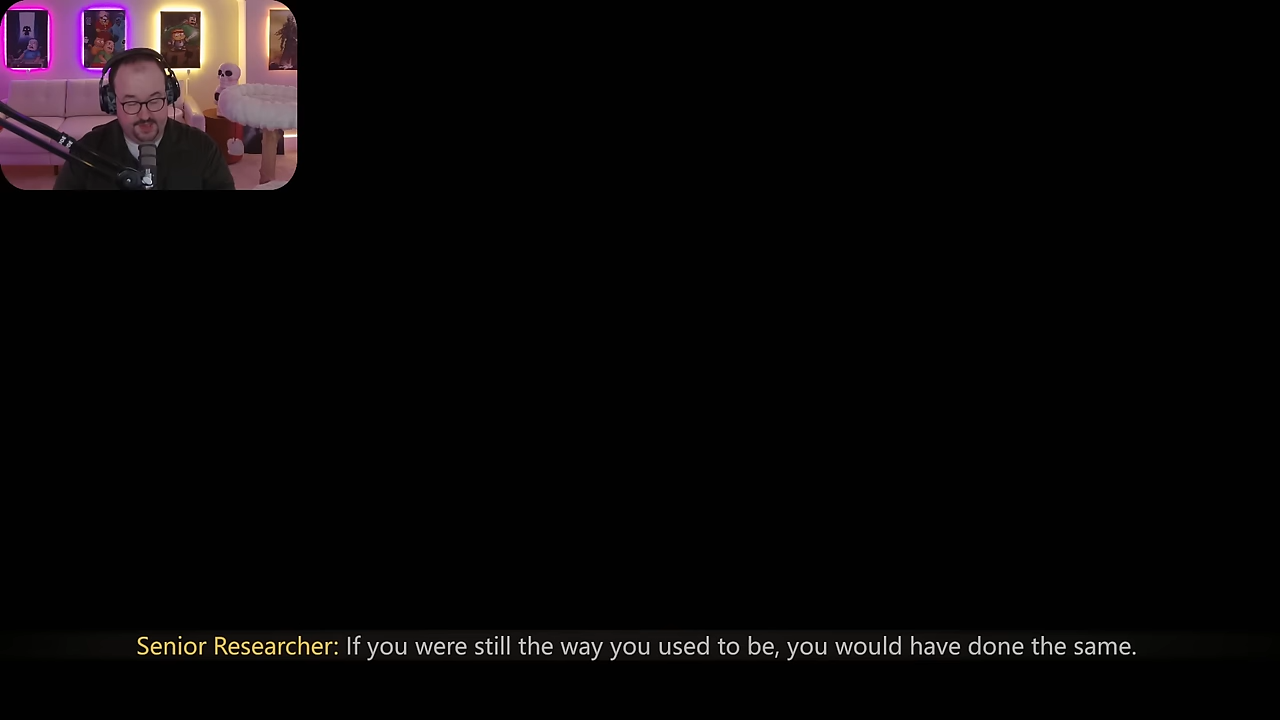 Senior Researcher: If you were still the way you used to be, you would have done the same.